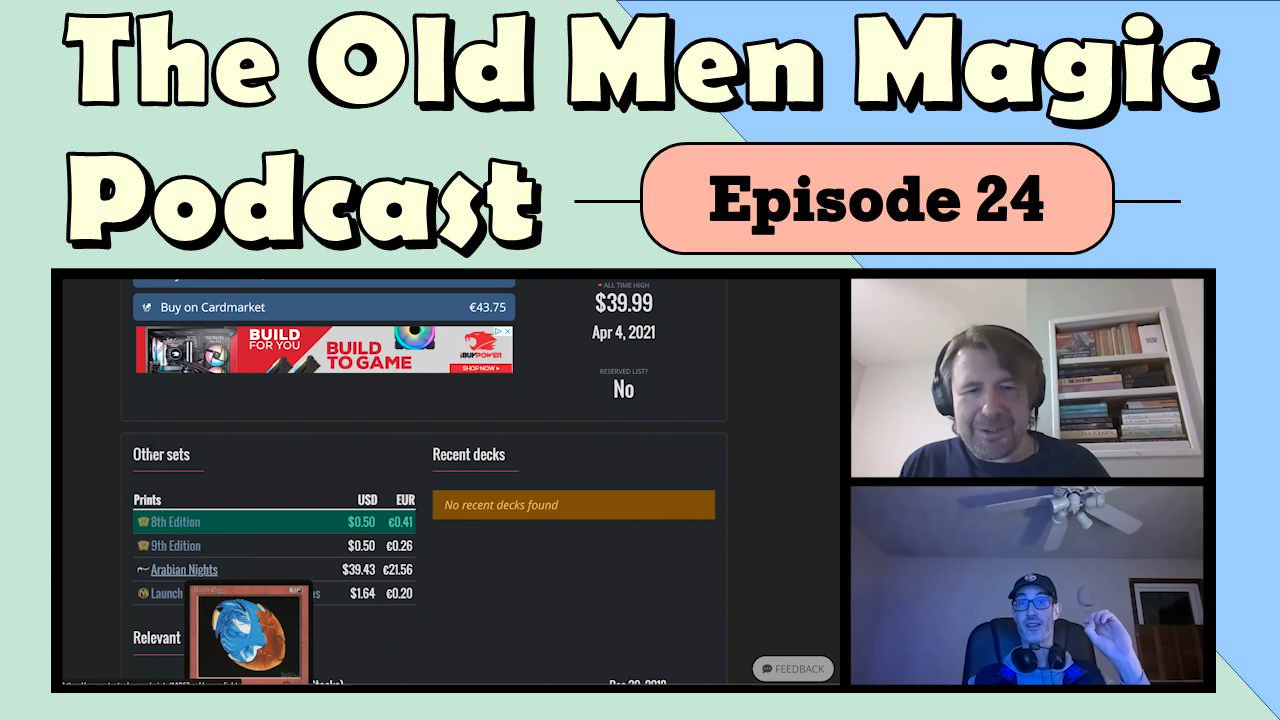 The Old Men Magic
Podcast
Episode 24
Buy on Cardmarket €43.75
BUILD
FOR YOU
BUILD
TO GAME
iBUYPOWER
SHOP NOW
ALL TIME HIGH
$39.99
Apr 4, 2021
RESERVED LIST?
No
Other sets
Prints USD EUR
8th Edition $0.50 €0.41
9th Edition $0.50 €0.26
Arabian Nights $39.43 €21.56
Launch $1.64 €0.20
Relevant
Recent decks
No recent decks found
FEEDBACK